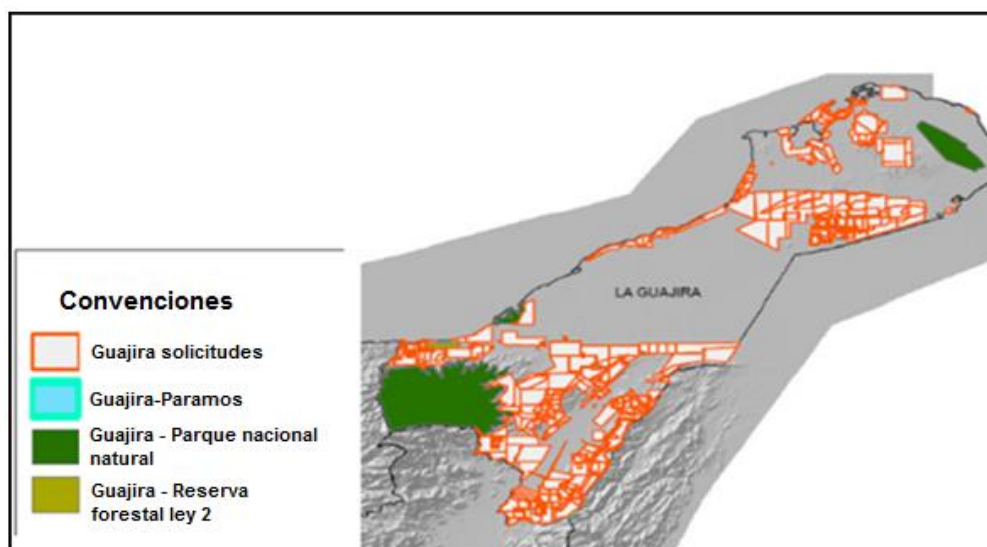 LA GUAJIRA
Convenciones
Guajira solicitudes
Guajira-Paramos
Guajira - Parque nacional
natural
Guajira - Reserva
forestal ley 2